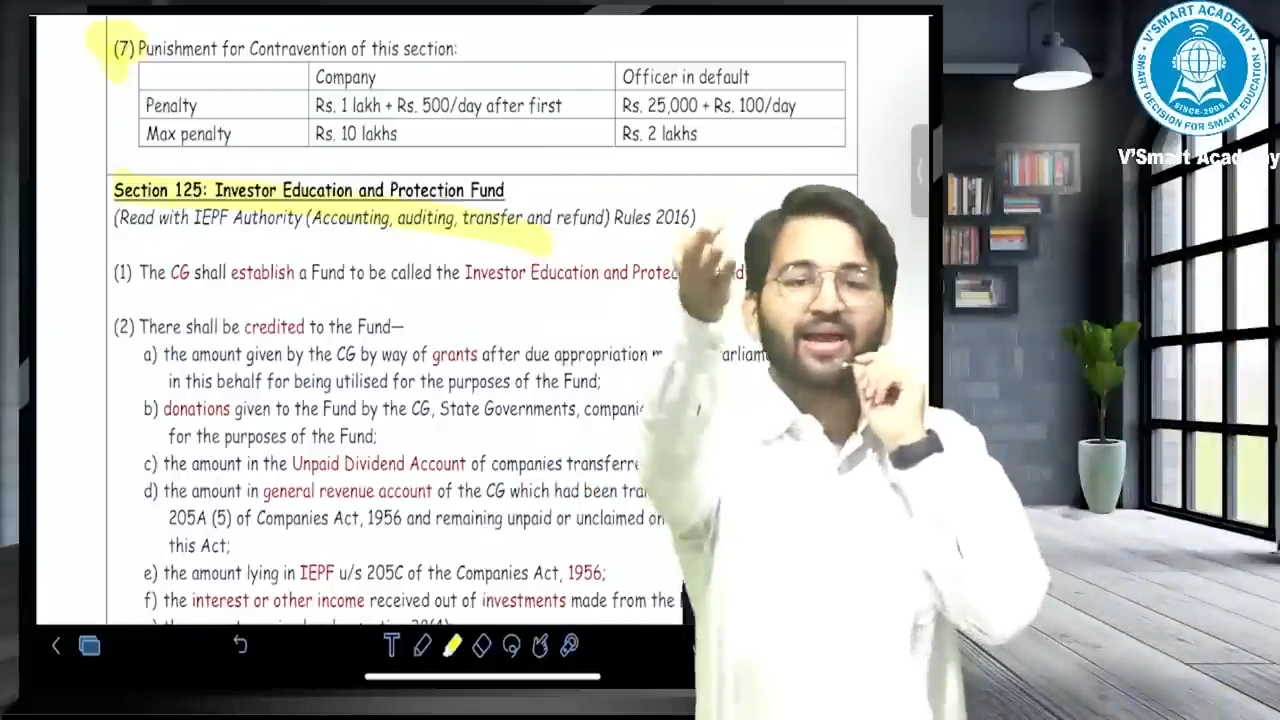 (7) Punishment for Contravention of this section:
Company Officer in default
Penalty Rs. 1 lakh + Rs. 500/day after first Rs. 25,000 + Rs. 100/day
Max penalty Rs. 10 lakhs Rs. 2 lakhs
Section 125: Investor Education and Protection Fund
(Read with IEPF Authority (Accounting, auditing, transfer and refund) Rules 2016)
(1) The CG shall establish a Fund to be called the Investor Education and
(2) There shall be credited to the Fund—
a) the amount given by the CG by way of grants after due appropriation
in this behalf for being utilised for the purposes of the Fund;
b) donations given to the Fund by the CG, State Governments,
for the purposes of the Fund;
c) the amount in the Unpaid Dividend Account of companies
d) the amount in general revenue account of the CG which had been
205A (5) of Companies Act, 1956 and remaining unpaid or unclaimed on
this Act;
e) the amount lying in IEPF u/s 205C of the Companies Act, 1956;
f) the interest or other income received out of investments made from the
V'SMART ACADEMY
SMART DECISION FOR SMART EDUCATION
SINCE-2005
V'Smart Academy